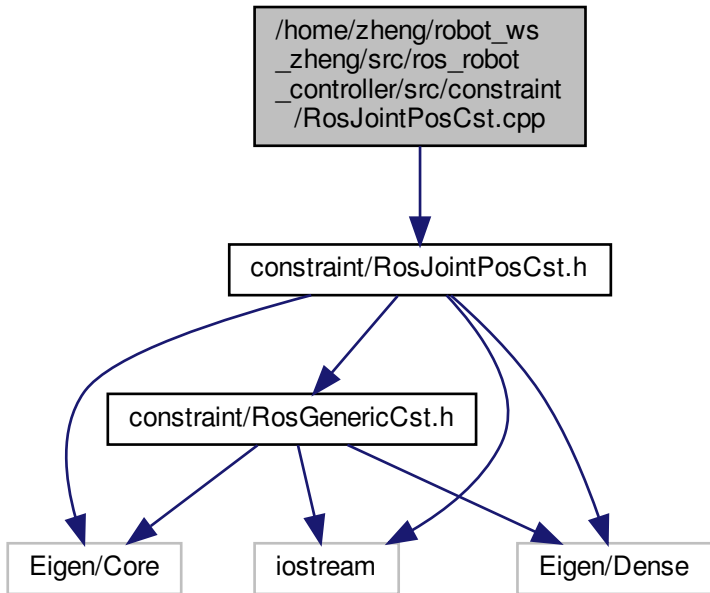 /home/zheng/robot_ws
_zheng/src/ros_robot
_controller/src/constraint
/RosJointPosCst.cpp
constraint/RosJointPosCst.h
constraint/RosGenericCst.h
Eigen/Core
iostream
Eigen/Dense